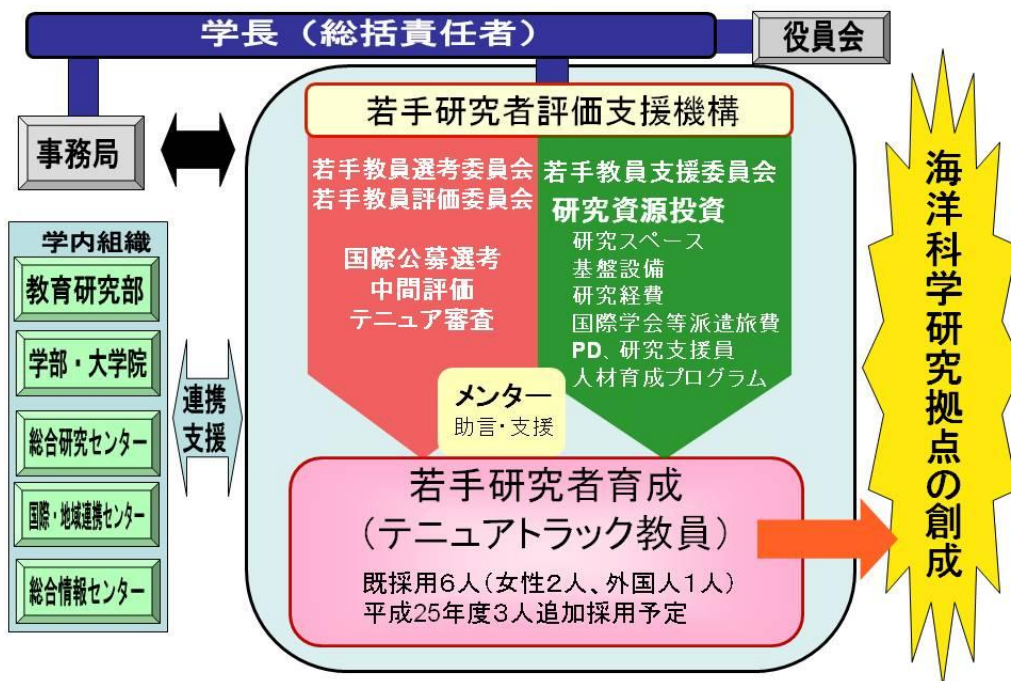 学長（総括責任者）
役員会
事務局
若手研究者評価支援機構
若手教員選考委員会
若手教員評価委員会
国際公募選考
中間評価
テニュア審査
若手教員支援委員会
研究資源投資
研究スペース
基盤設備
研究経費
国際学会等派遣旅費
PD、研究支援員
人材育成プログラム
メンター
助言・支援
学内組織
教育研究部
学部・大学院
総合研究センター
国際・地域連携センター
総合情報センター
連携
支援
若手研究者育成
（テニュアトラック教員）
既採用6人（女性2人、外国人1人）
平成25年度3人追加採用予定
海洋科学研究拠点の創成